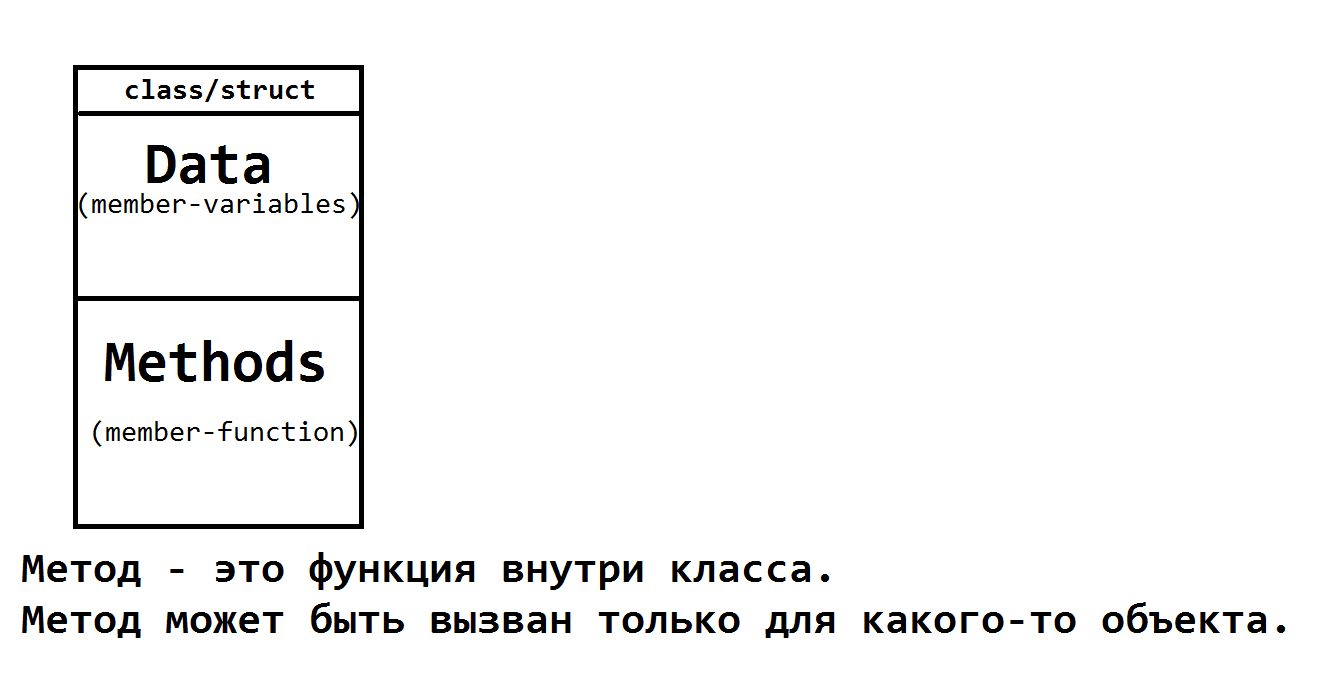 class/struct
Data
(member-variables)
Methods
(member-function)
Метод - это функция внутри класса.
Метод может быть вызван только для какого-то объекта.